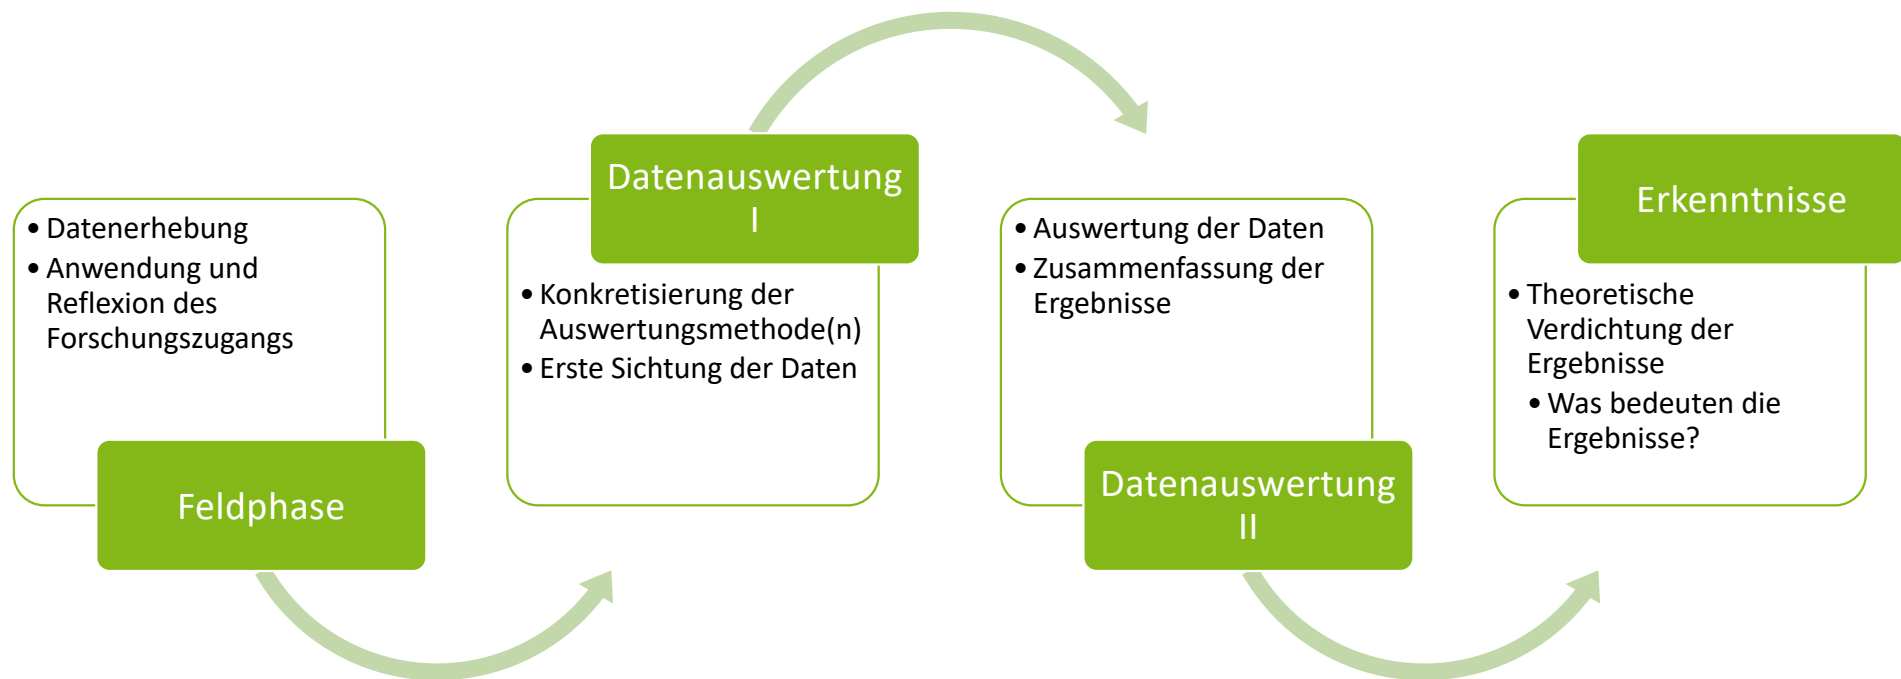 • Datenerhebung
• Anwendung und
Reflexion des
Forschungszugangs
Feldphase
Datenauswertung
I
• Konkretisierung der
Auswertungsmethode(n)
• Erste Sichtung der Daten
• Auswertung der Daten
• Zusammenfassung der
Ergebnisse
Datenauswertung
II
Erkenntnisse
• Theoretische
Verdichtung der
Ergebnisse
• Was bedeuten die
Ergebnisse?